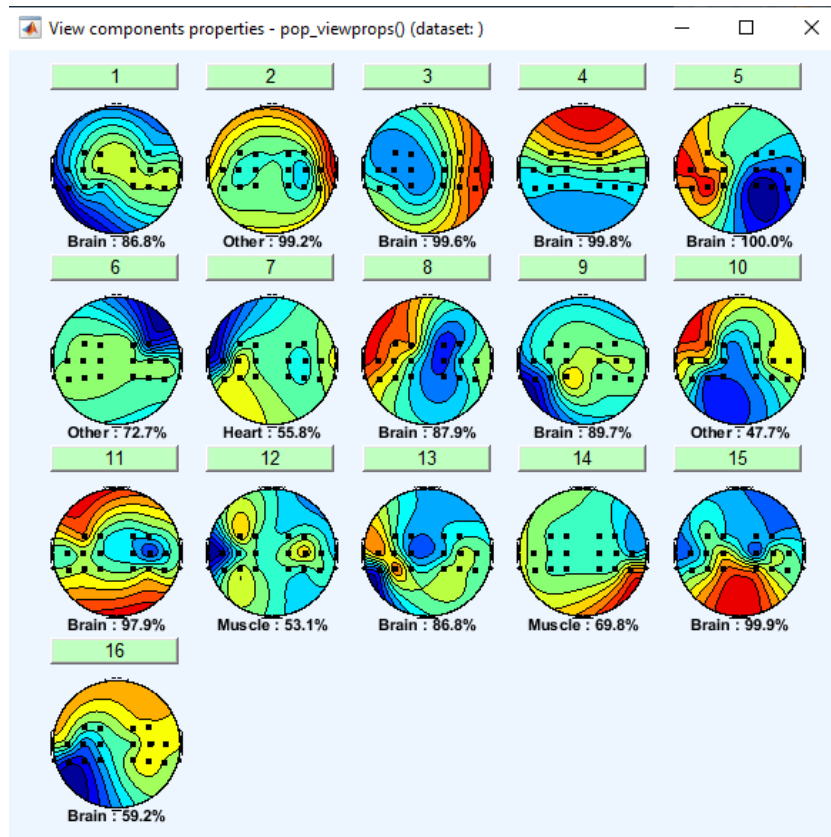 View components properties - pop_viewprops() (dataset: )
1 2 3 4 5
Brain : 86.8% Other : 99.2% Brain : 99.6% Brain : 99.8% Brain : 100.0%
6 7 8 9 10
Other : 72.7% Heart : 55.8% Brain : 87.9% Brain : 89.7% Other : 47.7%
11 12 13 14 15
Brain : 97.9% Muscle : 53.1% Brain : 86.8% Muscle : 69.8% Brain : 99.9%
16
Brain : 59.2%